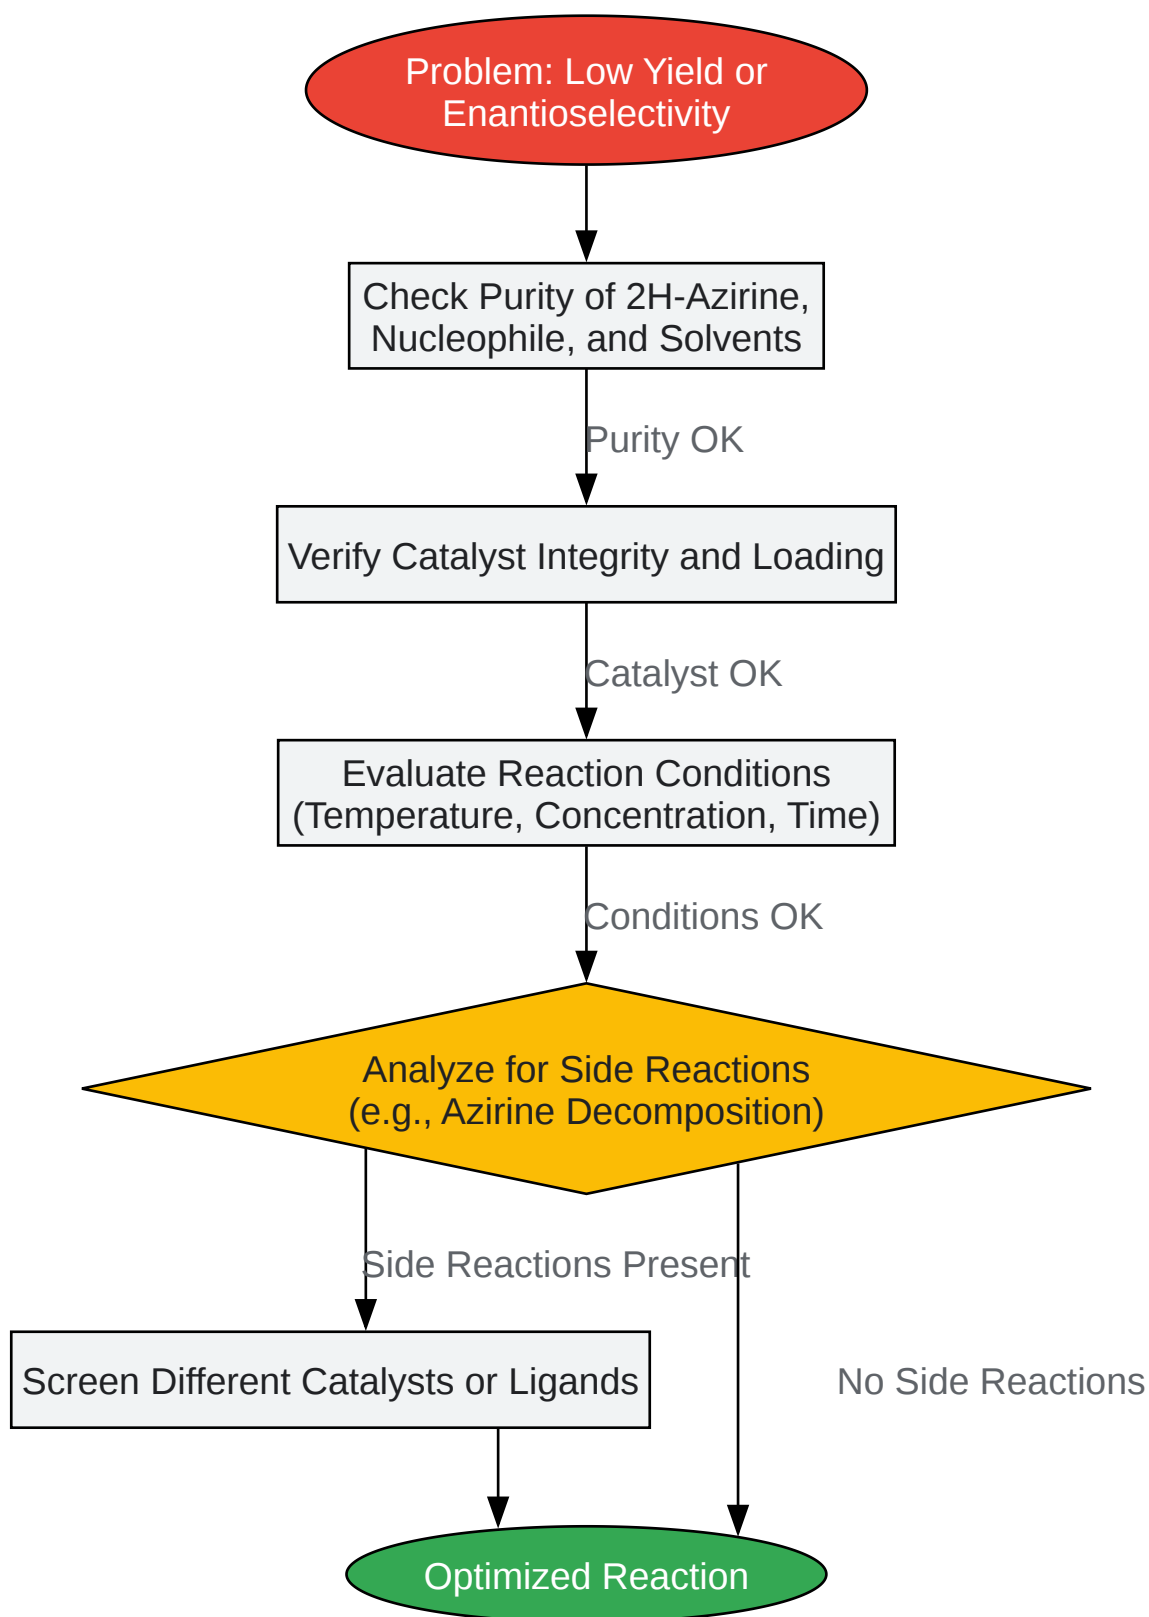 Problem: Low Yield or
Enantioselectivity
Check Purity of 2H-Azirine,
Nucleophile, and Solvents
Purity OK
Verify Catalyst Integrity and Loading
Catalyst OK
Evaluate Reaction Conditions
(Temperature, Concentration, Time)
Conditions OK
Analyze for Side Reactions
(e.g., Azirine Decomposition)
Side Reactions Present
Screen Different Catalysts or Ligands
No Side Reactions
Optimized Reaction